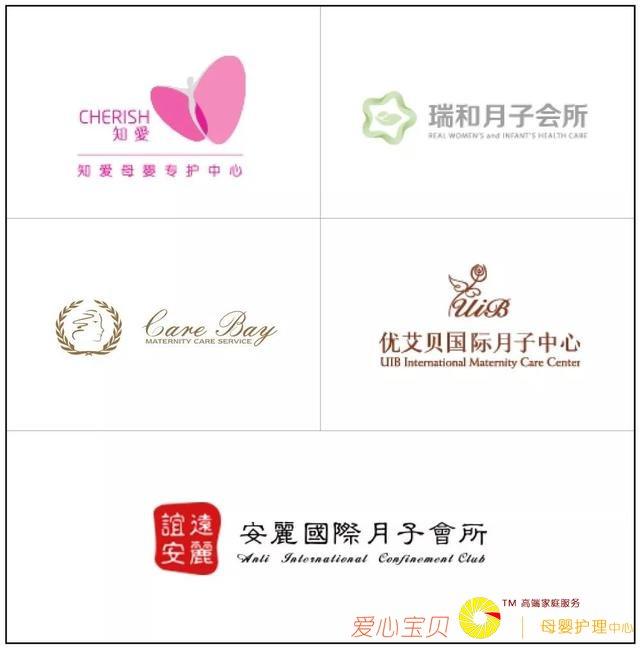 CHERISH
知愛
知爱母婴专护中心
瑞和月子会所
REAL WOMEN'S and INFANT'S HEALTH CARE
Care Bay
MATERNITY CARE SERVICE
UiB
优艾贝国际月子中心
UIB International Maternity Care Center
誼遠
安麗
安麗國際月子會所
Anli International Confinement Club
爱心宝贝
TM 高端家庭服务
母婴护理中心